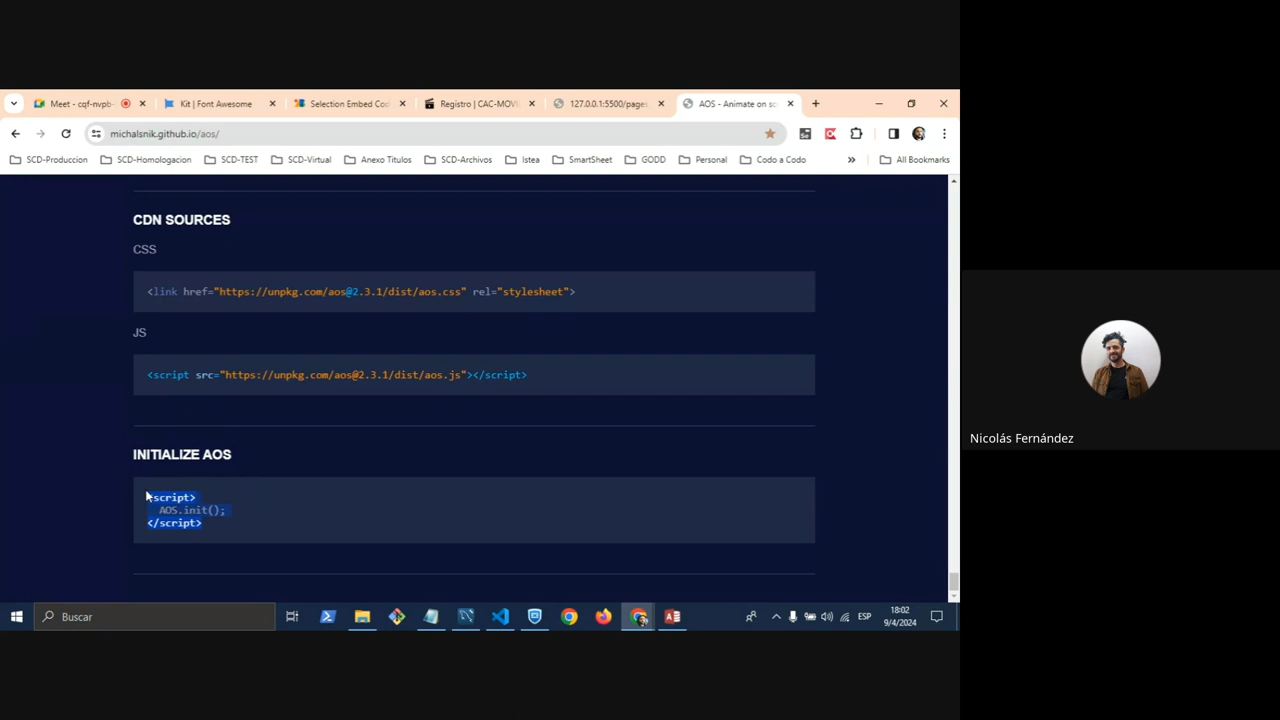 Meet - cqf-nvpb-
Kit | Font Awesome
Selection Embed Co
Registro | CAC-MOVI
127.0.0.1:5500/pages
AOS - Animate on sc
michalsnik.github.io/aos/
SCD-Produccion
SCD-Homologacion
SCD-TEST
SCD-Virtual
Anexo Titulos
SCD-Archivos
Istea
SmartSheet
GODD
Personal
Codo a Codo
All Bookmarks
CDN SOURCES
CSS
<link href="https://unpkg.com/aos@2.3.1/dist/aos.css" rel="stylesheet">
JS
<script src="https://unpkg.com/aos@2.3.1/dist/aos.js"></script>
INITIALIZE AOS
<script>
AOS.init();
</script>
Nicolás Fernández
Buscar
ESP
18:02
9/4/2024